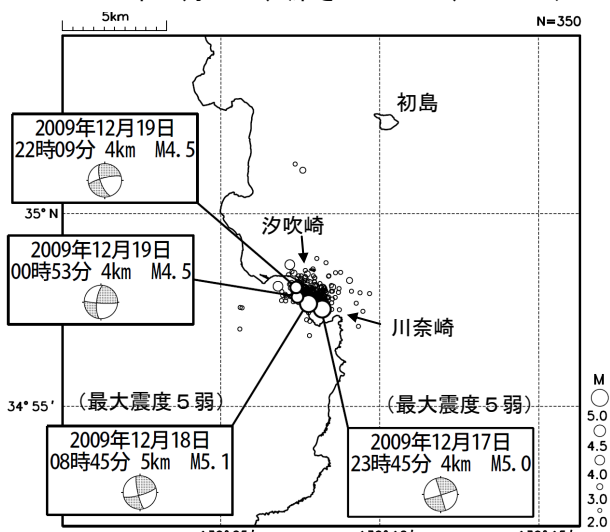 5km
N=350
初島
2009年12月19日
22時09分 4km M4.5
35°N
汐吹崎
2009年12月19日
00時53分 4km M4.5
川奈崎
34°55′
(最大震度5弱)
(最大震度5弱)
2009年12月18日
08時45分 5km M5.1
2009年12月17日
23時45分 4km M5.0
M
5.0
4.5
4.0
3.0
2.0